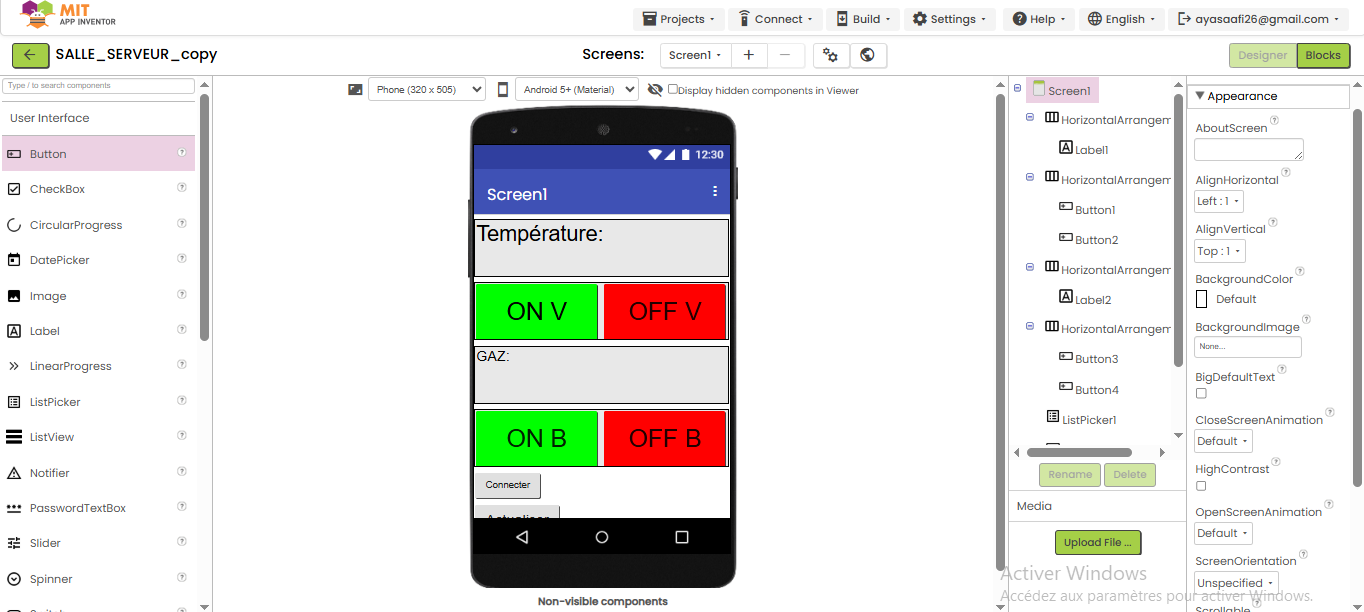 MIT
APP INVENTOR
Projects
Connect
Build
Settings
Help
English
ayasaafi26@gmail.com
SALLE_SERVEUR_copy
Screens:
Screen1
Designer
Blocks
Type / to search components
User Interface
Button
CheckBox
CircularProgress
DatePicker
Image
Label
LinearProgress
ListPicker
ListView
Notifier
PasswordTextBox
Slider
Spinner
Phone (320 x 505)
Android 5+ (Material)
Display hidden components in Viewer
12:30
Screen1
Température:
ON V
OFF V
GAZ:
ON B
OFF B
Connecter
Actualiser
Non-visible components
Screen1
HorizontalArrangem
Label1
HorizontalArrangem
Button1
Button2
HorizontalArrangem
Label2
HorizontalArrangem
Button3
Button4
ListPicker1
Rename
Delete
Media
Upload File ...
Appearance
AboutScreen
AlignHorizontal
Left : 1
AlignVertical
Top : 1
BackgroundColor
Default
BackgroundImage
None...
BigDefaultText
CloseScreenAnimation
Default
HighContrast
OpenScreenAnimation
Default
ScreenOrientation
Unspecified
Scrollable
Activer Windows
Accédez aux paramètres pour activer Windows.